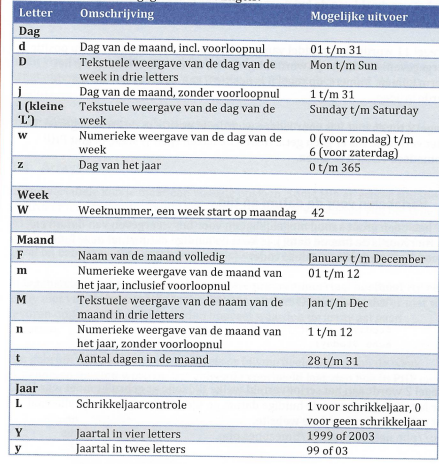 Letter Omschrijving Mogelijke uitvoer
Dag
d Dag van de maand, incl. voorloopnul 01 t/m 31
D Tekstuele weergave van de dag van de Mon t/m Sun
week in drie letters
j Dag van de maand, zonder voorloopnul 1 t/m 31
l (kleine Tekstuele weergave van de dag van de Sunday t/m Saturday
'L') week
w Numerieke weergave van de dag van de 0 (voor zondag) t/m
week 6 (voor zaterdag)
z Dag van het jaar 0 t/m 365
Week
W Weeknummer, een week start op maandag 42
Maand
F Naam van de maand volledig January t/m December
m Numerieke weergave van de maand van 01 t/m 12
het jaar, inclusief voorloopnul
M Tekstuele weergave van de naam van de Jan t/m Dec
maand in drie letters
n Numerieke weergave van de maand van 1 t/m 12
het jaar, zonder voorloopnul
t Aantal dagen in de maand 28 t/m 31
Jaar
L Schrikkeljaarcontrole 1 voor schrikkeljaar, 0
voor geen schrikkeljaar
Y Jaartal in vier letters 1999 of 2003
y Jaartal in twee letters 99 of 03